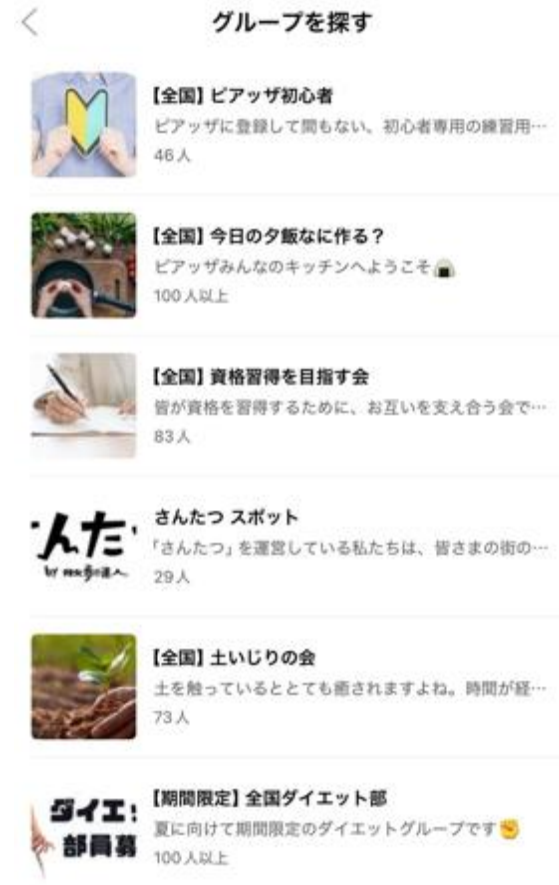 グループを探す
【全国】ピアッザ初心者
ピアッザに登録して間もない、初心者専用の練習用…
46人
【全国】今日の夕飯なに作る？
ピアッザみんなのキッチンへようこそ🍙
100人以上
【全国】資格習得を目指す会
皆が資格を習得するために、お互いを支え合う会で…
83人
んた
by
さんたつ スポット
「さんたつ」を運営している私たちは、皆さまの街の…
29人
【全国】土いじりの会
土を触っているととても癒されますよね。時間が経…
73人
ダイエ
部員募
【期間限定】全国ダイエット部
夏に向けて期間限定のダイエットグループです✊
100人以上